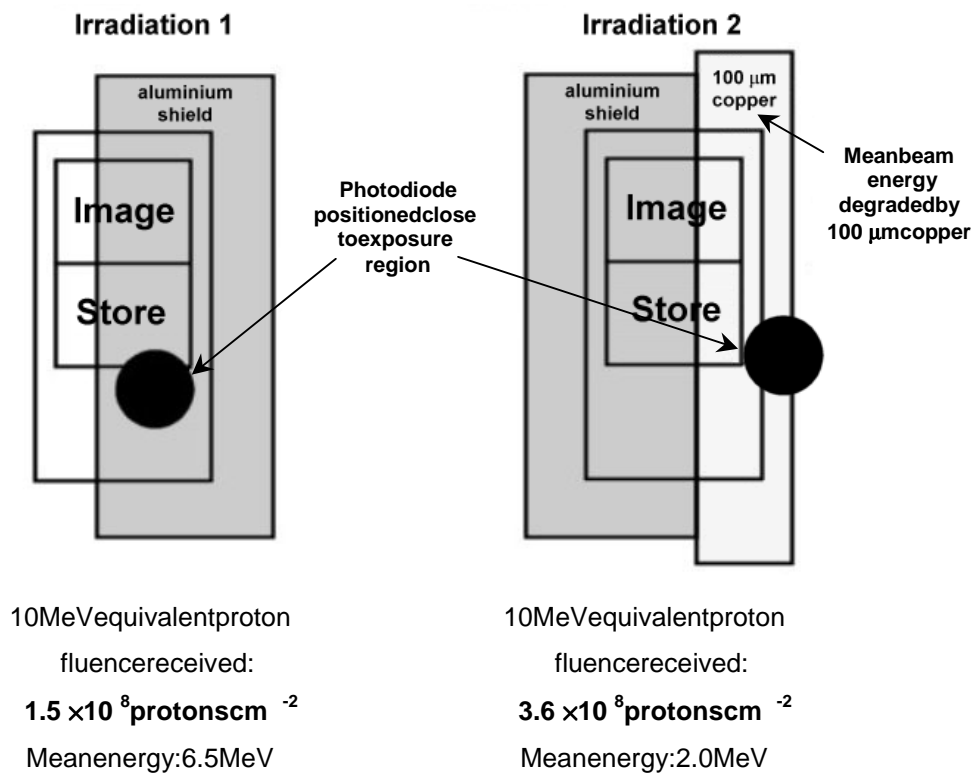 Irradiation 1
aluminium
shield
Image
Store
Photodiode
positionedclose
toexposure
region
Irradiation 2
aluminium
shield
100 μm
copper
Image
Store
Meanbeam
energy
degradedby
100 μmcopper
10MeVequivalentproton
fluencereceived:
1.5 ×10 8protonscm -2
Meanenergy:6.5MeV
10MeVequivalentproton
fluencereceived:
3.6 ×10 8protonscm -2
Meanenergy:2.0MeV